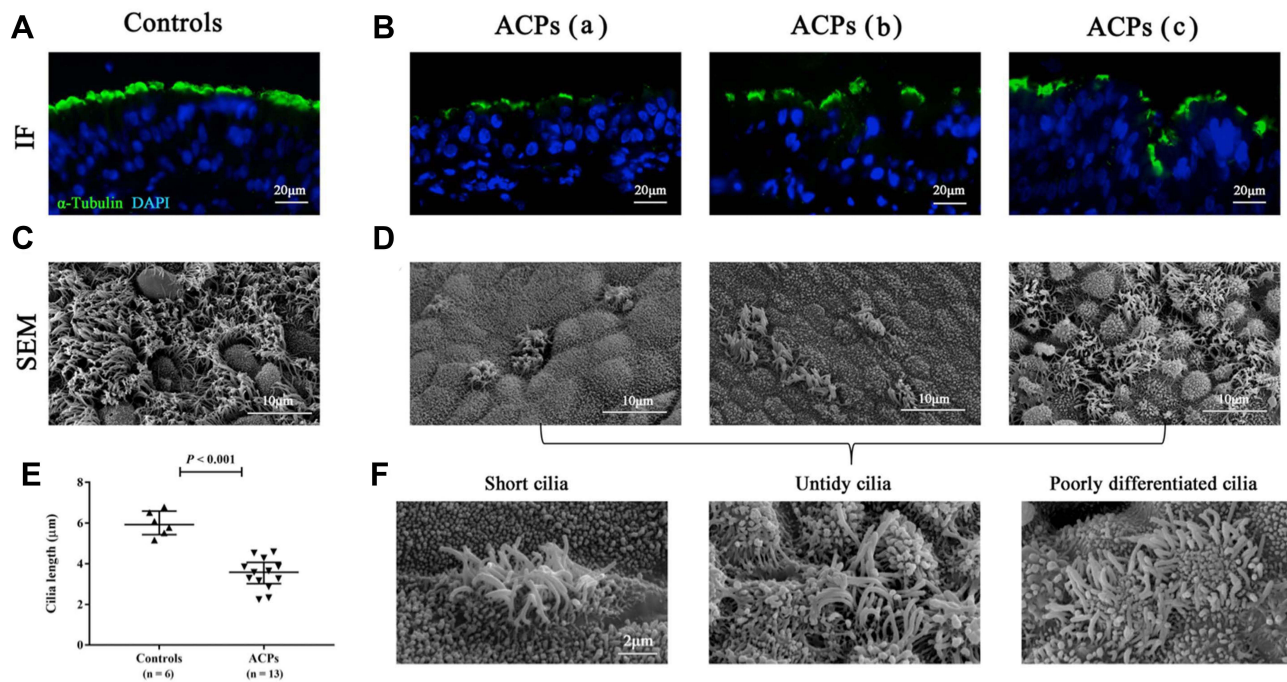 A
Controls
B
ACPs (a)
ACPs (b)
ACPs (c)
IF
α-Tubulin DAPI
20μm
20μm
20μm
20μm
C
D
SEM
10μm
10μm
10μm
10μm
E
P < 0.001
Cilia length (μm)
8
6
4
2
0
Controls
(n = 6)
ACPs
(n = 13)
F
Short cilia
Untidy cilia
Poorly differentiated cilia
2μm